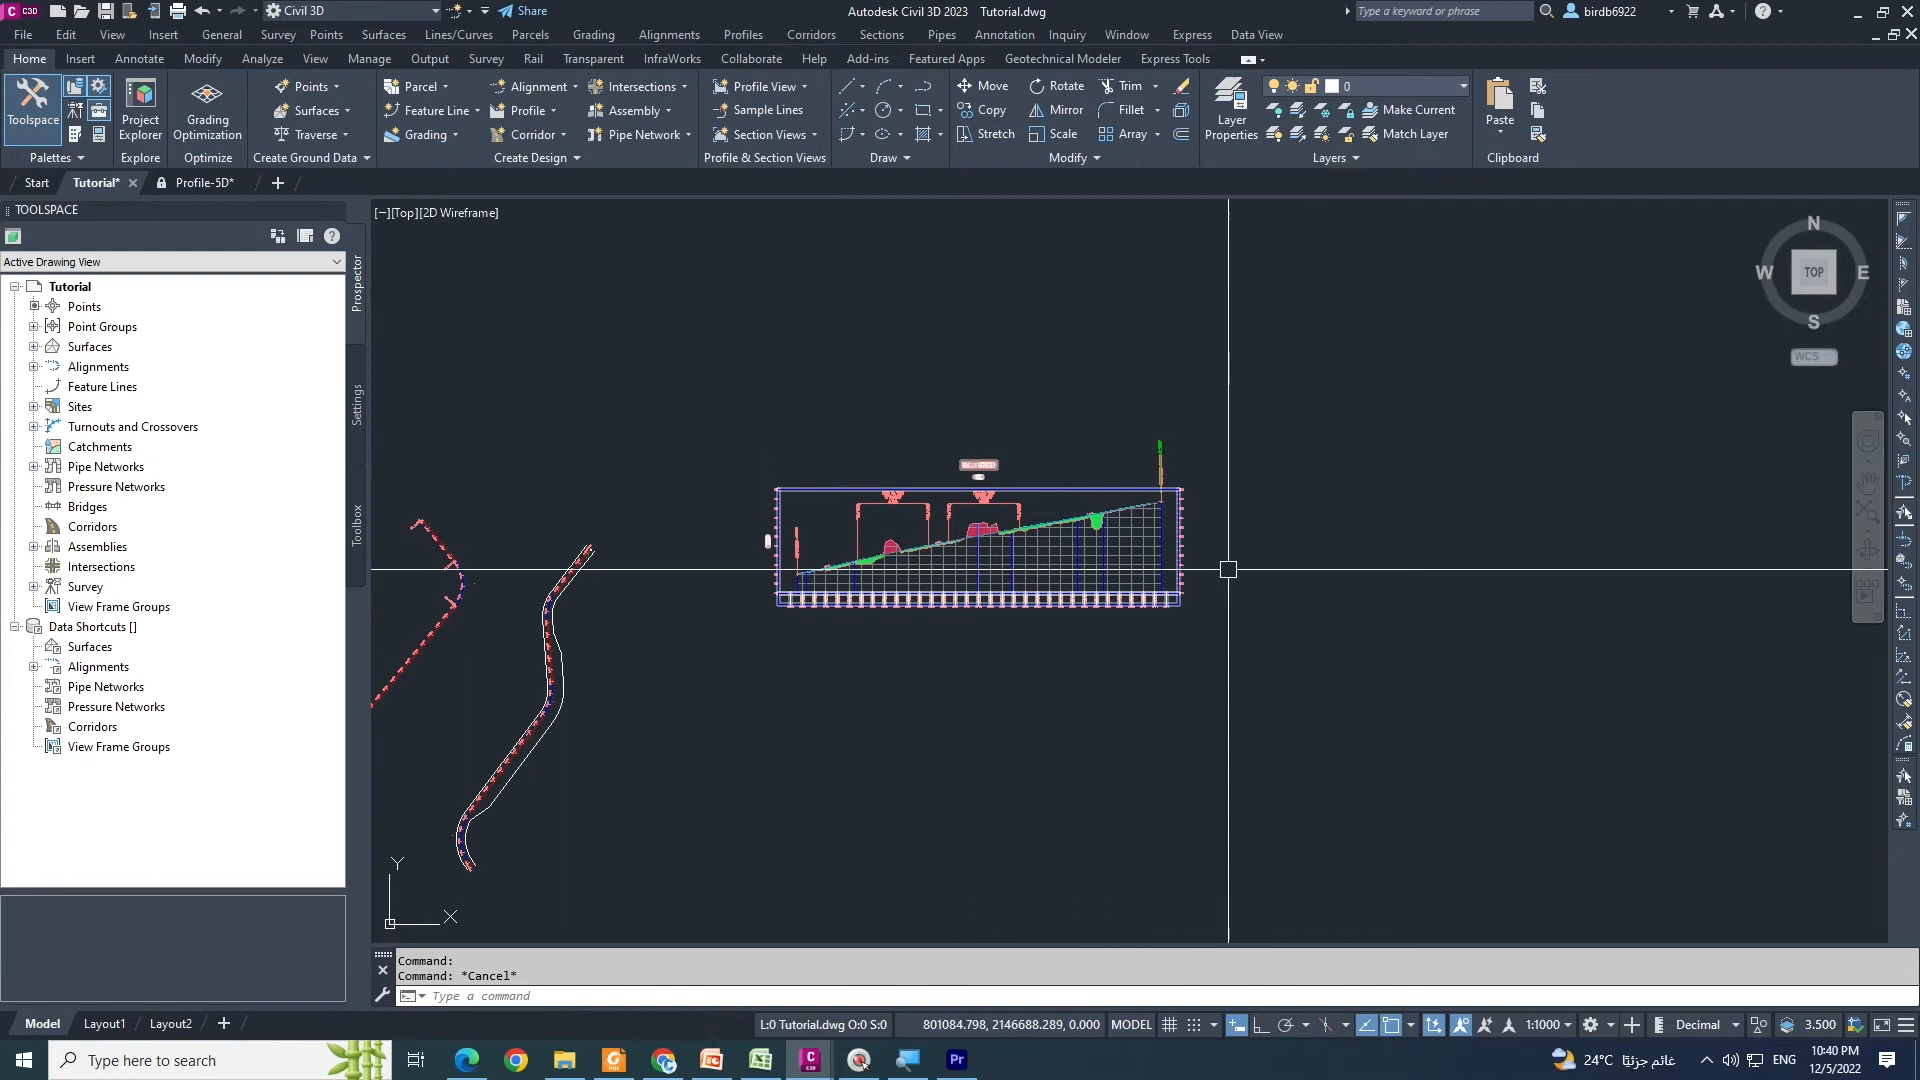 C3D Civil 3D Share Autodesk Civil 3D 2023 Tutorial.dwg Type a keyword or phrase birdb6922
File Edit View Insert General Survey Points Surfaces Lines/Curves Parcels Grading Alignments Profiles Corridors Sections Pipes Annotation Inquiry Window Express Data View
Home Insert Annotate Modify Analyze View Manage Output Survey Rail Transparent InfraWorks Collaborate Help Add-ins Featured Apps Geotechnical Modeler Express Tools
Points Parcel Alignment Intersections Profile View Move Rotate Trim 0
Toolspace Project Explorer Grading Optimization Surfaces Feature Line Profile Assembly Sample Lines Copy Mirror Fillet Layer Properties Make Current Paste
Traverse Grading Corridor Pipe Network Section Views Stretch Scale Array Match Layer
Palettes Explore Optimize Create Ground Data Create Design Profile & Section Views Draw Modify Layers Clipboard
Start Tutorial* Profile-5D*
TOOLSPACE
[−][Top][2D Wireframe]
Active Drawing View
Prospector
Settings
Toolbox
Tutorial
Points
Point Groups
Surfaces
Alignments
Feature Lines
Sites
Turnouts and Crossovers
Catchments
Pipe Networks
Pressure Networks
Bridges
Corridors
Assemblies
Intersections
Survey
View Frame Groups
Data Shortcuts []
Surfaces
Alignments
Pipe Networks
Pressure Networks
Corridors
View Frame Groups
N
W TOP E
S
WCS
Y
X
Command:
Command: *Cancel*
Type a command
Model Layout1 Layout2 L:0 Tutorial.dwg O:0 S:0 801084.798, 2146688.289, 0.000 MODEL 1:1000 Decimal 3.500
Type here to search Pr 24°C غائم جزئيًا ENG 10:40 PM
12/5/2022